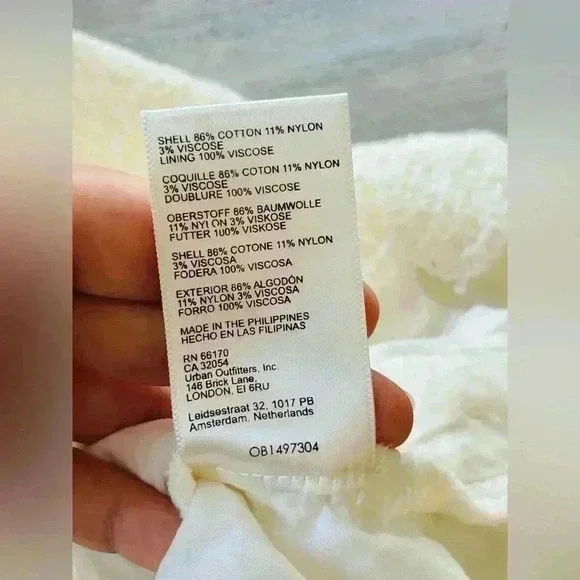 SHELL 86% COTTON 11% NYLON
3% VISCOSE
LINING 100% VISCOSE
COQUILLE 86% COTON 11% NYLON
3% VISCOSE
DOUBLURE 100% VISCOSE
OBERSTOFF 86% BAUMWOLLE
11% NYLON 3% VISKOSE
FUTTER 100% VISKOSE
SHELL 86% COTONE 11% NYLON
3% VISCOSA
FODERA 100% VISCOSA
EXTERIOR 86% ALGODÓN
11% NYLON 3% VISCOSA
FORRO 100% VISCOSA
MADE IN THE PHILIPPINES
HECHO EN LAS FILIPINAS
RN 66170
CA 32054
Urban Outfitters, Inc.
146 Brick Lane,
LONDON, EI 6RU
Leidsestraat 32, 1017 PB
Amsterdam, Netherlands
OB1497304